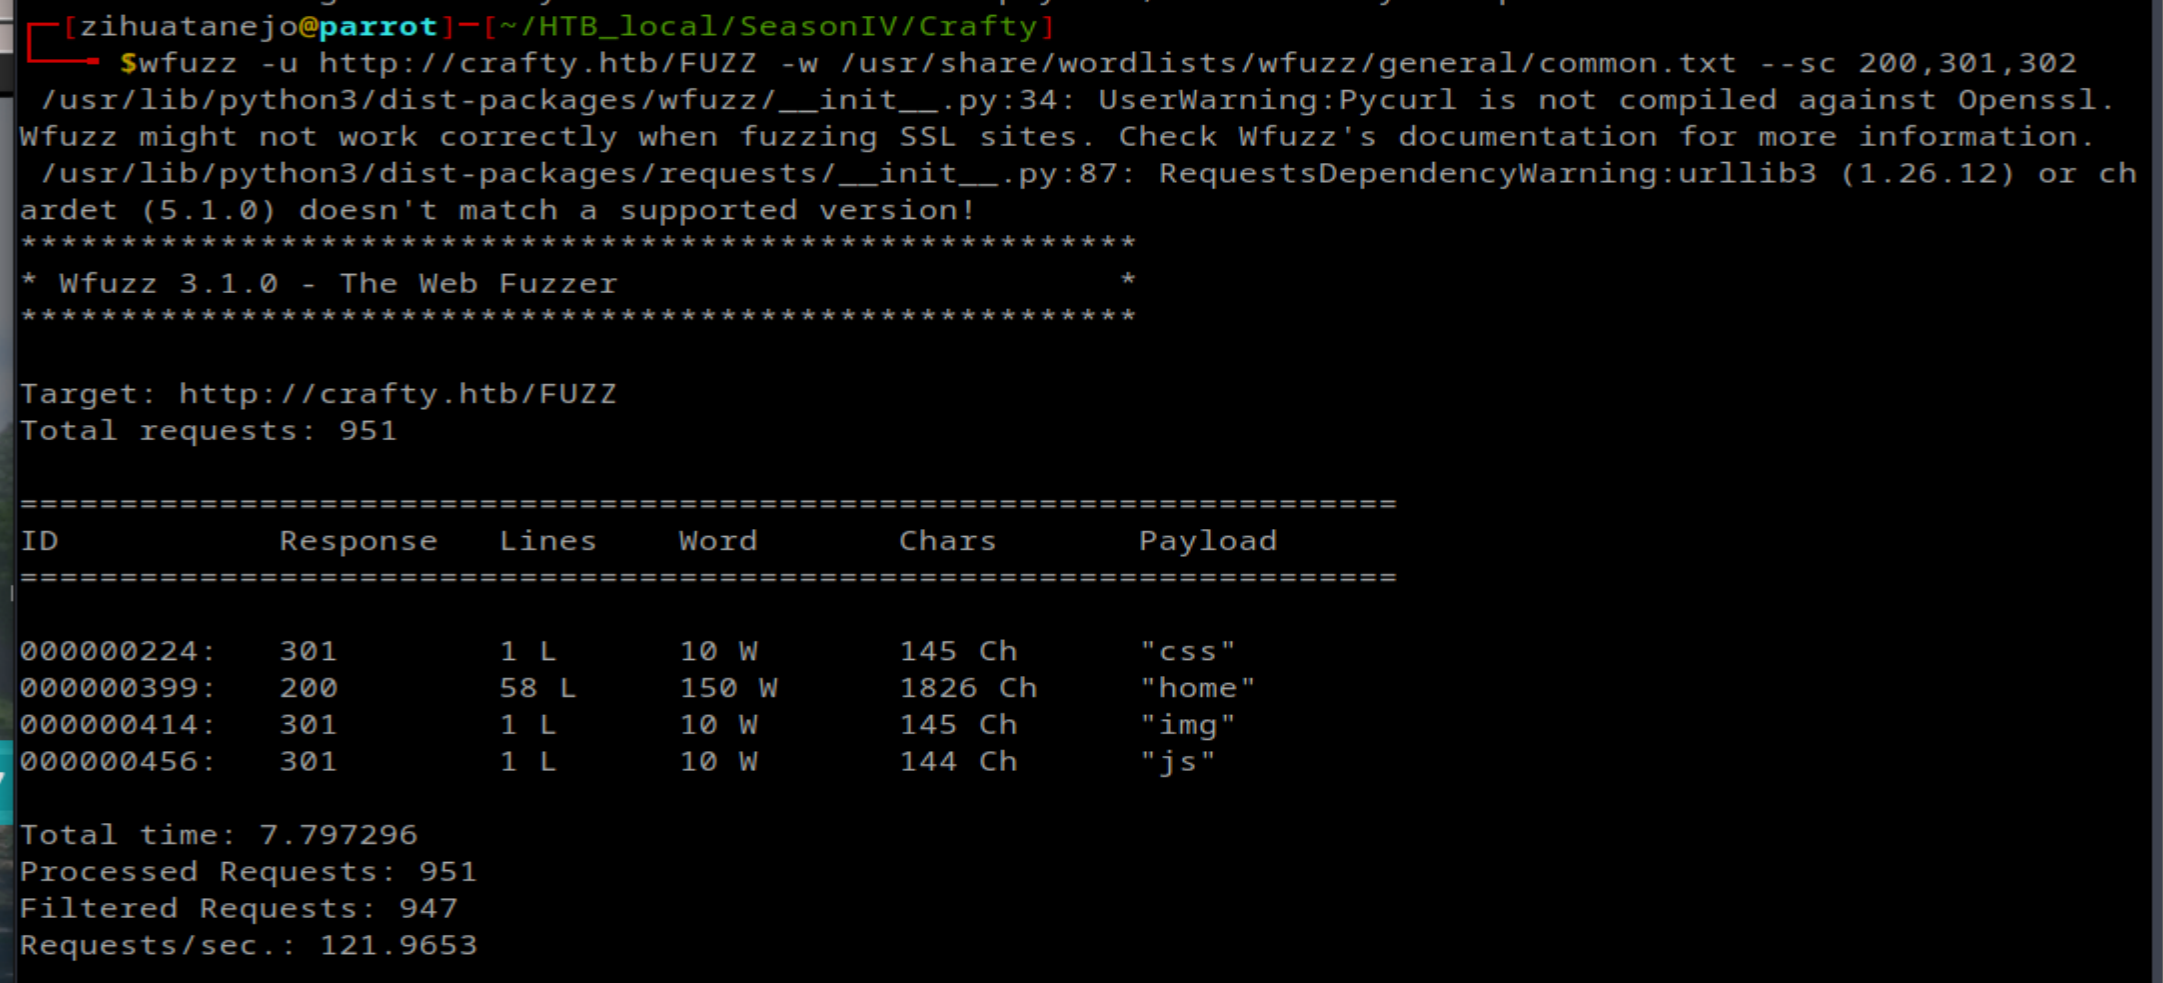 [zihuatanejo@parrot]─[~/HTB_local/SeasonIV/Crafty]
$wfuzz -u http://crafty.htb/FUZZ -w /usr/share/wordlists/wfuzz/general/common.txt --sc 200,301,302
/usr/lib/python3/dist-packages/wfuzz/__init__.py:34: UserWarning:Pycurl is not compiled against Openssl.
Wfuzz might not work correctly when fuzzing SSL sites. Check Wfuzz's documentation for more information.
/usr/lib/python3/dist-packages/requests/__init__.py:87: RequestsDependencyWarning:urllib3 (1.26.12) or ch
ardet (5.1.0) doesn't match a supported version!
********************************************************
* Wfuzz 3.1.0 - The Web Fuzzer                         *
********************************************************
Target: http://crafty.htb/FUZZ
Total requests: 951
=====================================================================
ID           Response   Lines    Word       Chars       Payload
=====================================================================
000000224:   301        1 L      10 W       145 Ch      "css"
000000399:   200        58 L     150 W      1826 Ch     "home"
000000414:   301        1 L      10 W       145 Ch      "img"
000000456:   301        1 L      10 W       144 Ch      "js"
Total time: 7.797296
Processed Requests: 951
Filtered Requests: 947
Requests/sec.: 121.9653